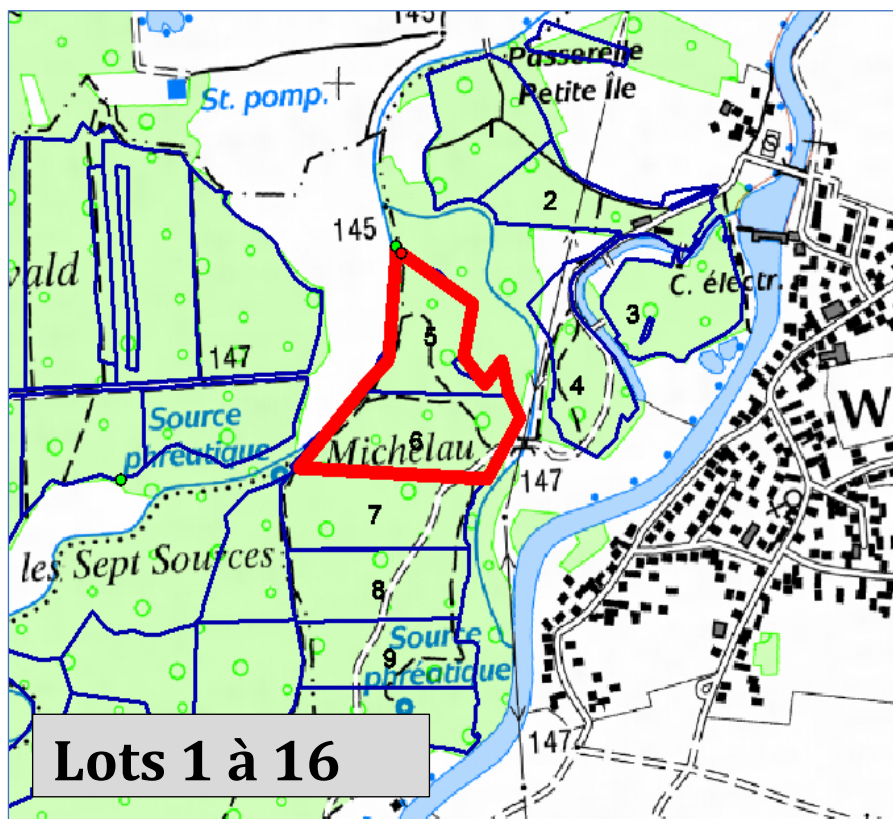 145
St. pomp.
Passerelle
Petite Île
1
2
145
vald
C. électr.
3
5
147
4
Source
phréatique
6
Michelau
W
147
7
les Sept Sources
8
Source
9
phréatique
147
Lots 1 à 16